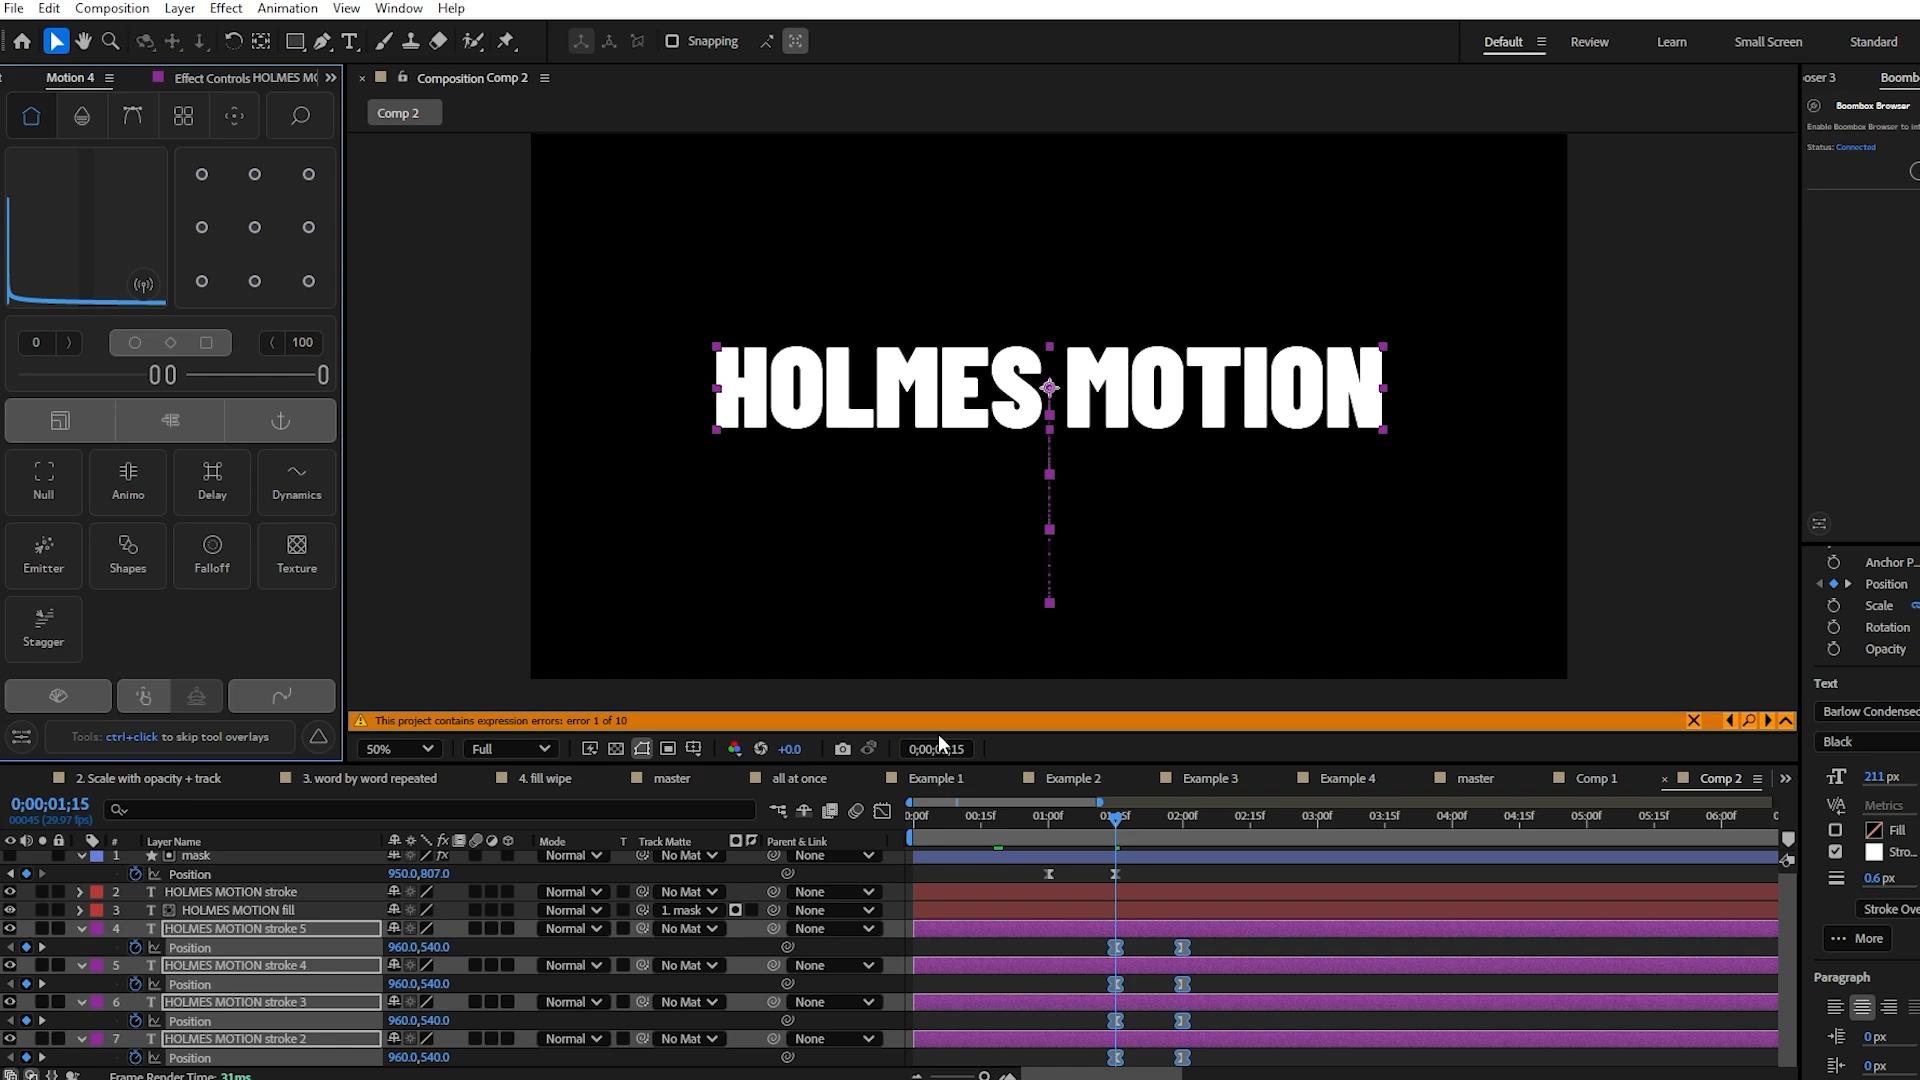 File Edit Composition Layer Effect Animation View Window Help
Snapping
Default Review Learn Small Screen Standard
Motion 4 Effect Controls HOLMES MO
Composition Comp 2
oser 3 Boomb
Comp 2
Boombox Browser
Enable Boombox Browser to int
Status: Connected
HOLMES MOTION
0 100
Null Animo Delay Dynamics
Emitter Shapes Falloff Texture
Stagger
Tools: ctrl+click to skip tool overlays
This project contains expression errors: error 1 of 10
50% Full +0.0 0;00;01;15
Anchor P...
Position
Scale
Rotation
Opacity
Text
Barlow Condensed
Black
211 px
Metrics
Fill
Stro...
0.6 px
Stroke Ove
More
Paragraph
0 px
0 px
2. Scale with opacity + track 3. word by word repeated 4. fill wipe master all at once Example 1 Example 2 Example 3 Example 4 master Comp 1 Comp 2
0;00;01;15
00045 (29.97 fps)
0:00f 00:15f 01:00f 01:15f 02:00f 02:15f 03:00f 03:15f 04:00f 04:15f 05:00f 05:15f 06:00f
# Layer Name Mode T Track Matte Parent & Link
1 mask Normal No Mat None
Position 950.0,807.0
2 T HOLMES MOTION stroke Normal No Mat None
3 T HOLMES MOTION fill Normal 1. mask None
4 T HOLMES MOTION stroke 5 Normal No Mat None
Position 960.0,540.0
5 T HOLMES MOTION stroke 4 Normal No Mat None
Position 960.0,540.0
6 T HOLMES MOTION stroke 3 Normal No Mat None
Position 960.0,540.0
7 T HOLMES MOTION stroke 2 Normal No Mat None
Position 960.0,540.0
Frame Render Time: 31ms